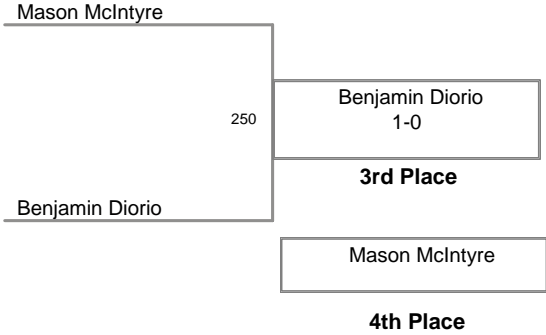 Mason McIntyre
Benjamin Diorio
1-0
250
3rd Place
Benjamin Diorio
Mason McIntyre
4th Place